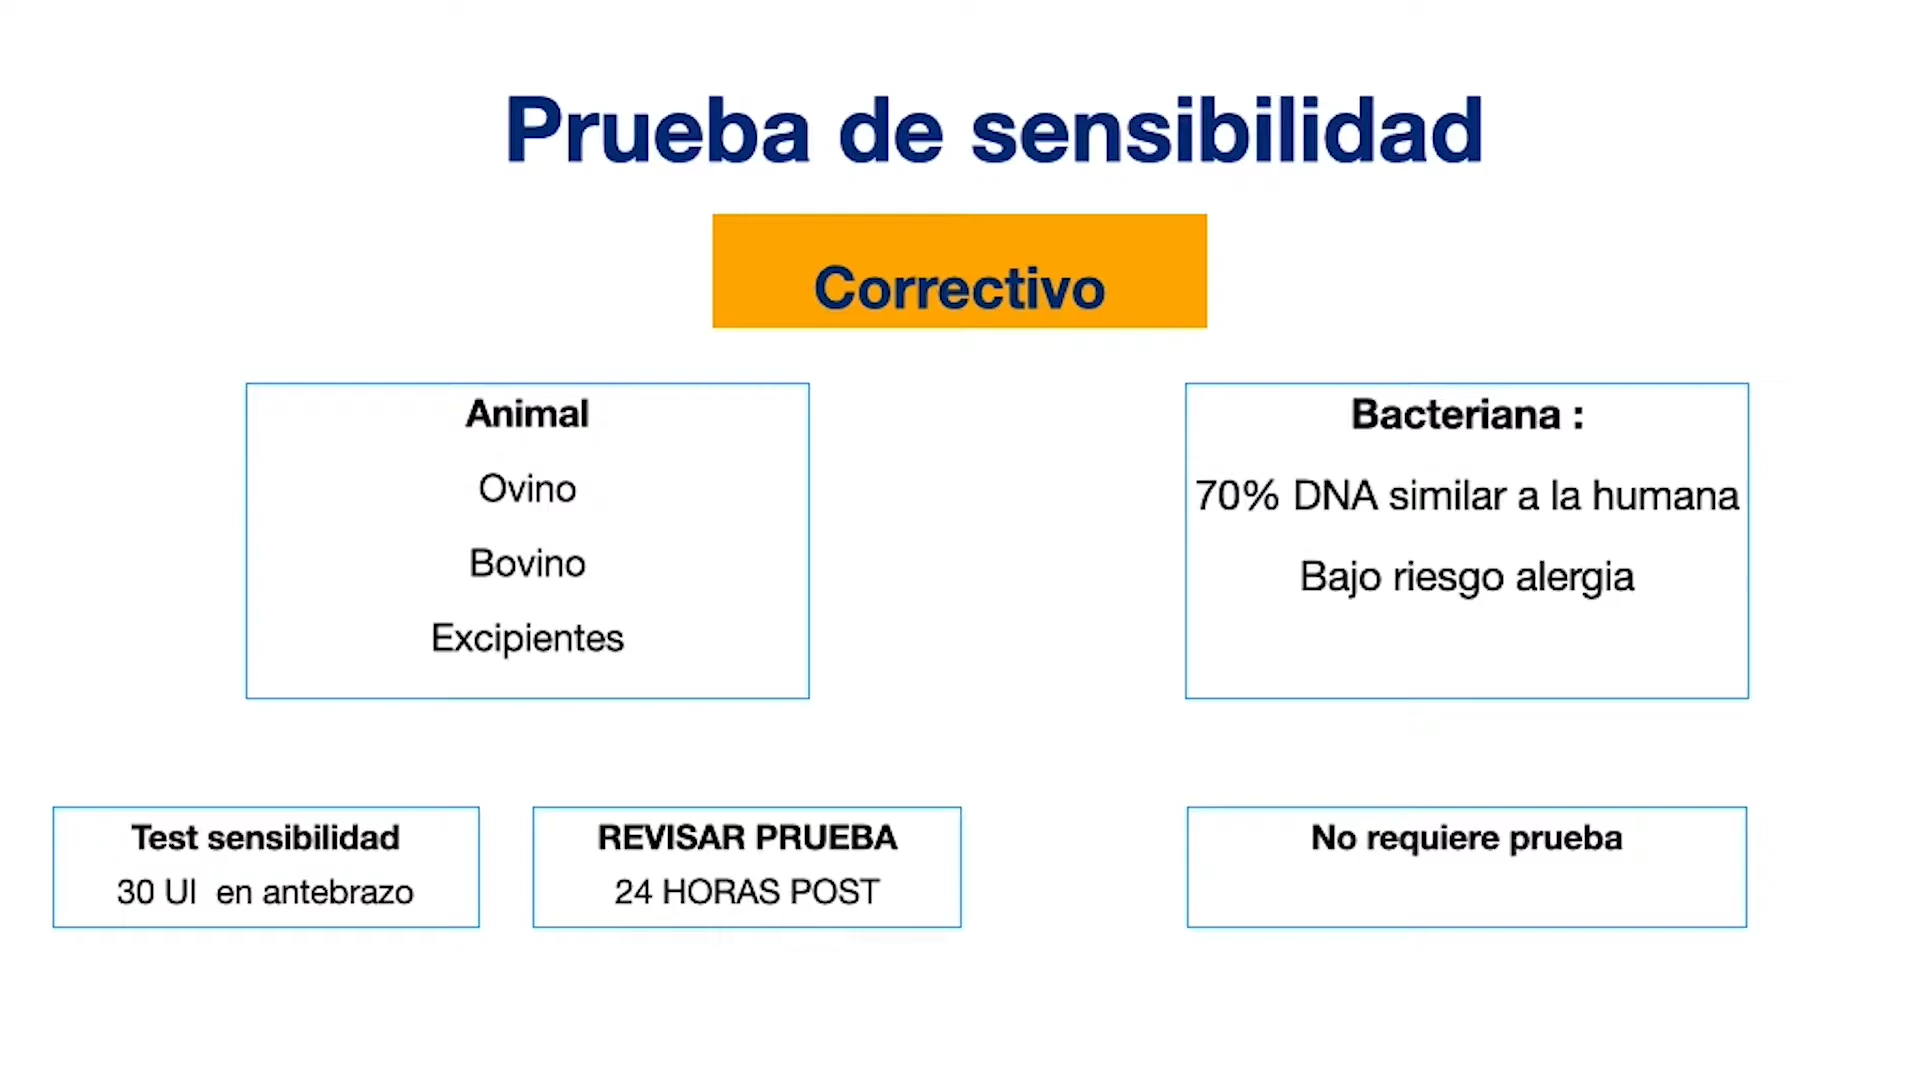 Prueba de sensibilidad
Correctivo
Animal
Ovino
Bovino
Excipientes
Bacteriana :
70% DNA similar a la humana
Bajo riesgo alergia
Test sensibilidad
30 UI  en antebrazo
REVISAR PRUEBA
24 HORAS POST
No requiere prueba